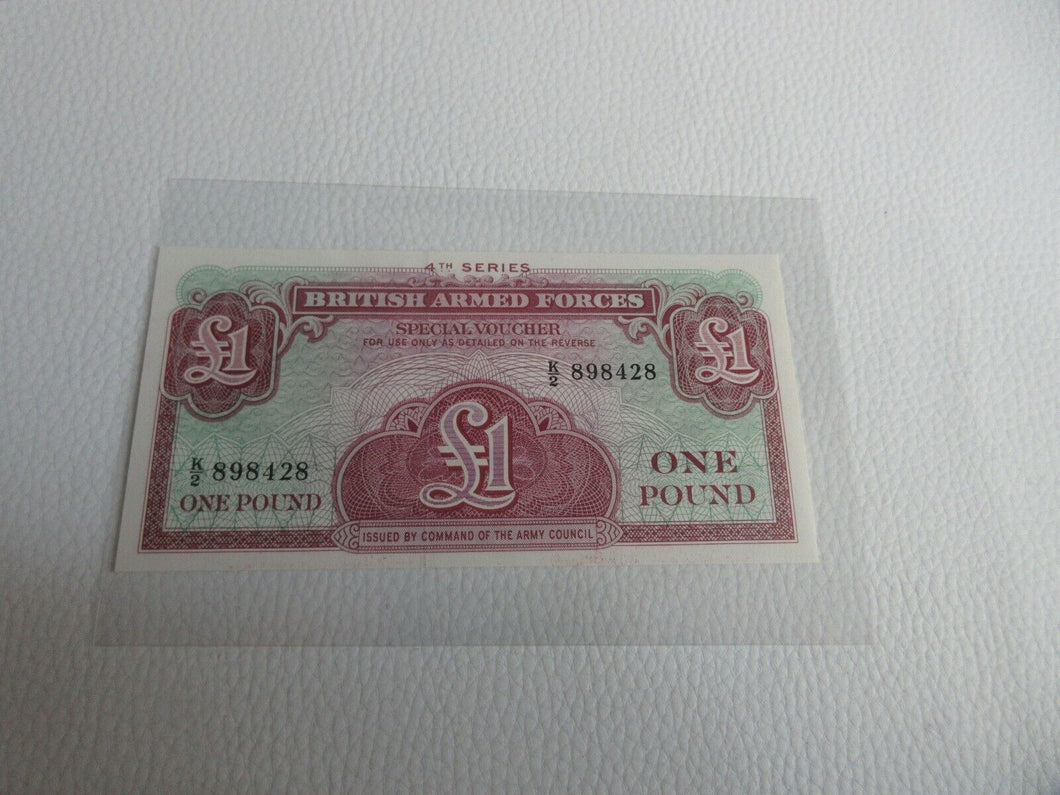 4TH SERIES
BRITISH ARMED FORCES
£1
£1
SPECIAL VOUCHER
FOR USE ONLY AS DETAILED ON THE REVERSE
K/2 898428
£1
K/2 898428
ONE POUND
ONE
POUND
ISSUED BY COMMAND OF THE ARMY COUNCIL